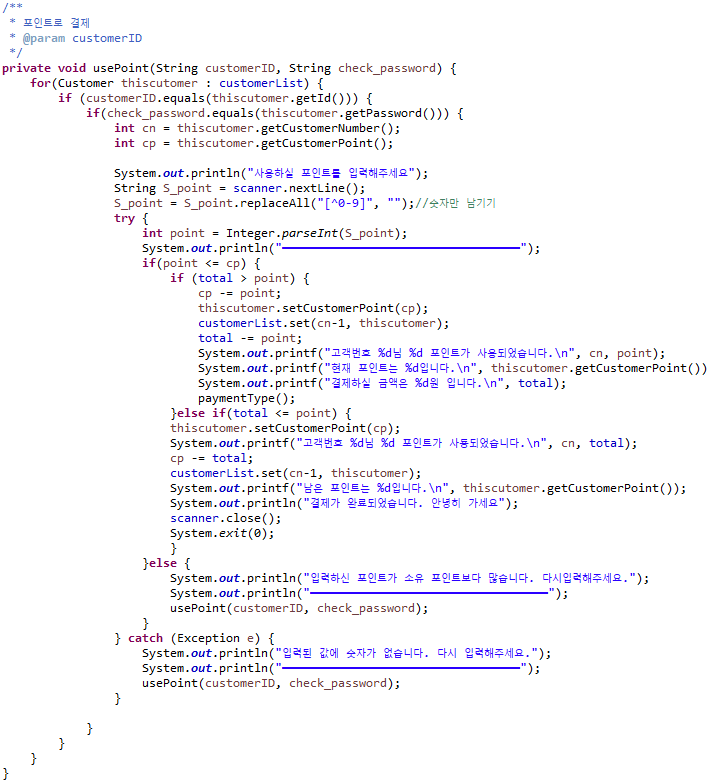 /**
 * 포인트로 결제
 * @param customerID
 */
private void usePoint(String customerID, String check_password) {
    for(Customer thiscutomer : customerList) {
        if (customerID.equals(thiscutomer.getId())) {
            if(check_password.equals(thiscutomer.getPassword())) {
                int cn = thiscutomer.getCustomerNumber();
                int cp = thiscutomer.getCustomerPoint();

                System.out.println("사용하실 포인트를 입력해주세요");
                String S_point = scanner.nextLine();
                S_point = S_point.replaceAll("[^0-9]", "");//숫자만 남기기
                try {
                    int point = Integer.parseInt(S_point);
                    System.out.println("━━━━━━━━━━━━━━━━━━━━━━━━━━━━━━━━━━");
                    if(point <= cp) {
                        if (total > point) {
                            cp -= point;
                            thiscutomer.setCustomerPoint(cp);
                            customerList.set(cn-1, thiscutomer);
                            total -= point;
                            System.out.printf("고객번호 %d님 %d 포인트가 사용되었습니다.\n", cn, point);
                            System.out.printf("현재 포인트는 %d입니다.\n", thiscutomer.getCustomerPoint())
                            System.out.printf("결제하실 금액은 %d원 입니다.\n", total);
                            paymentType();
                        }else if(total <= point) {
                        thiscutomer.setCustomerPoint(cp);
                        System.out.printf("고객번호 %d님 %d 포인트가 사용되었습니다.\n", cn, total);
                        cp -= total;
                        customerList.set(cn-1, thiscutomer);
                        System.out.printf("남은 포인트는 %d입니다.\n", thiscutomer.getCustomerPoint());
                        System.out.println("결제가 완료되었습니다. 안녕히 가세요");
                        scanner.close();
                        System.exit(0);
                        }
                    }else {
                        System.out.println("입력하신 포인트가 소유 포인트보다 많습니다. 다시입력해주세요.");
                        System.out.println("━━━━━━━━━━━━━━━━━━━━━━━━━━━━━━━━━━");
                        usePoint(customerID, check_password);
                    }
                } catch (Exception e) {
                    System.out.println("입력된 값에 숫자가 없습니다. 다시 입력해주세요.");
                    System.out.println("━━━━━━━━━━━━━━━━━━━━━━━━━━━━━━━━━━");
                    usePoint(customerID, check_password);
                }

            }
        }
    }
}